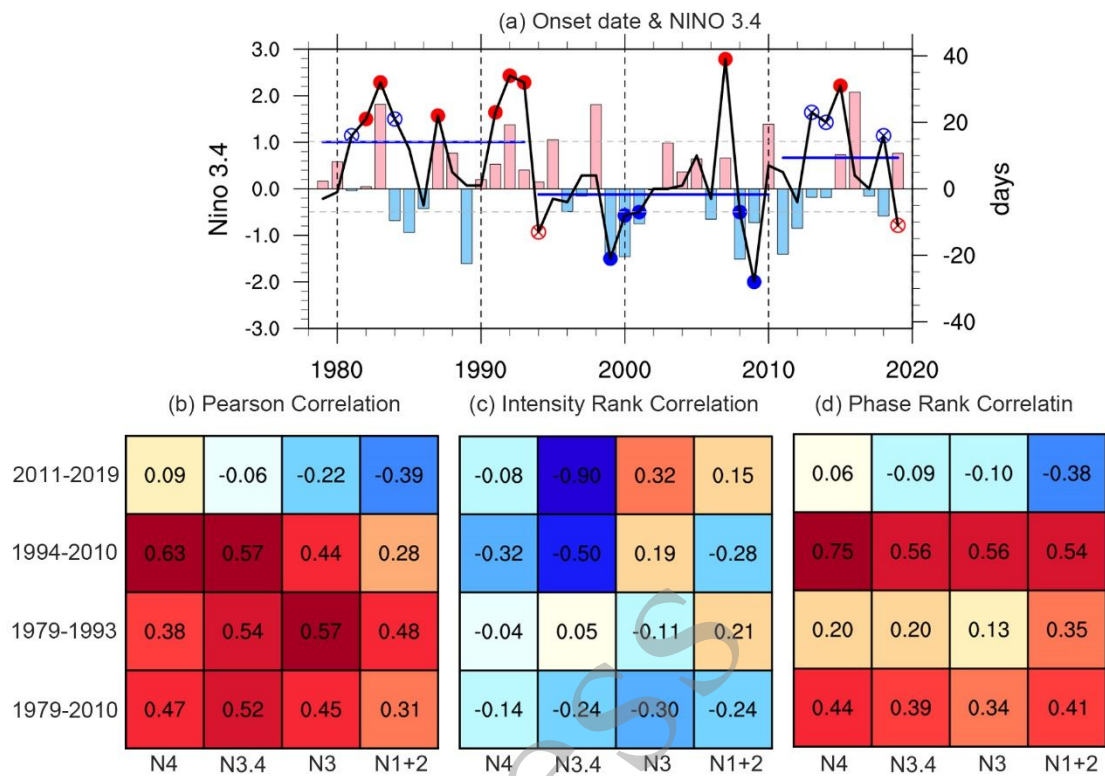 (a) Onset date & NINO 3.4
3.0
2.0
1.0
0.0
-1.0
-2.0
-3.0
Nino 3.4
40
20
0
-20
-40
days
1980 1990 2000 2010 2020
(b) Pearson Correlation
2011-2019 0.09 -0.06 -0.22 -0.39
1994-2010 0.63 0.57 0.44 0.28
1979-1993 0.38 0.54 0.57 0.48
1979-2010 0.47 0.52 0.45 0.31
N4 N3.4 N3 N1+2
(c) Intensity Rank Correlation
-0.08 -0.90 0.32 0.15
-0.32 -0.50 0.19 -0.28
-0.04 0.05 -0.11 0.21
-0.14 -0.24 -0.30 -0.24
N4 N3.4 N3 N1+2
(d) Phase Rank Correlatin
0.06 -0.09 -0.10 -0.38
0.75 0.56 0.56 0.54
0.20 0.20 0.13 0.35
0.44 0.39 0.34 0.41
N4 N3.4 N3 N1+2